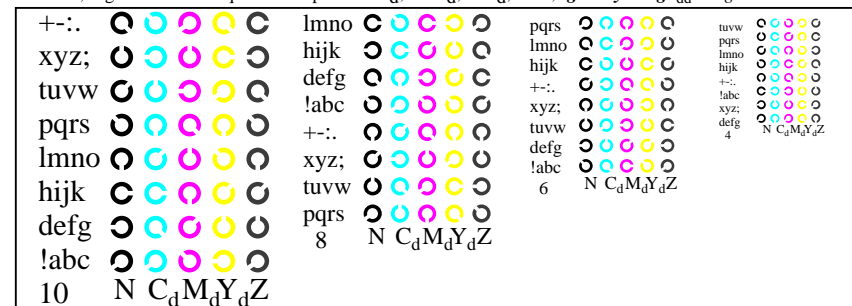 +-:.
xyz;
tuvw
pqrs
lmno
hijk
defg
!abc
10 N CdMdYdZ
lmno
hijk
defg
!abc
+-:.
xyz;
tuvw
pqrs
8 N CdMdYdZ
pqrs
lmno
hijk
+-:.
xyz;
tuvw
defg
!abc
6 N CdMdYdZ
tuvw
pqrs
lmno
hijk
+-:.
!abc
xyz;
defg
4 N CdMdYdZ